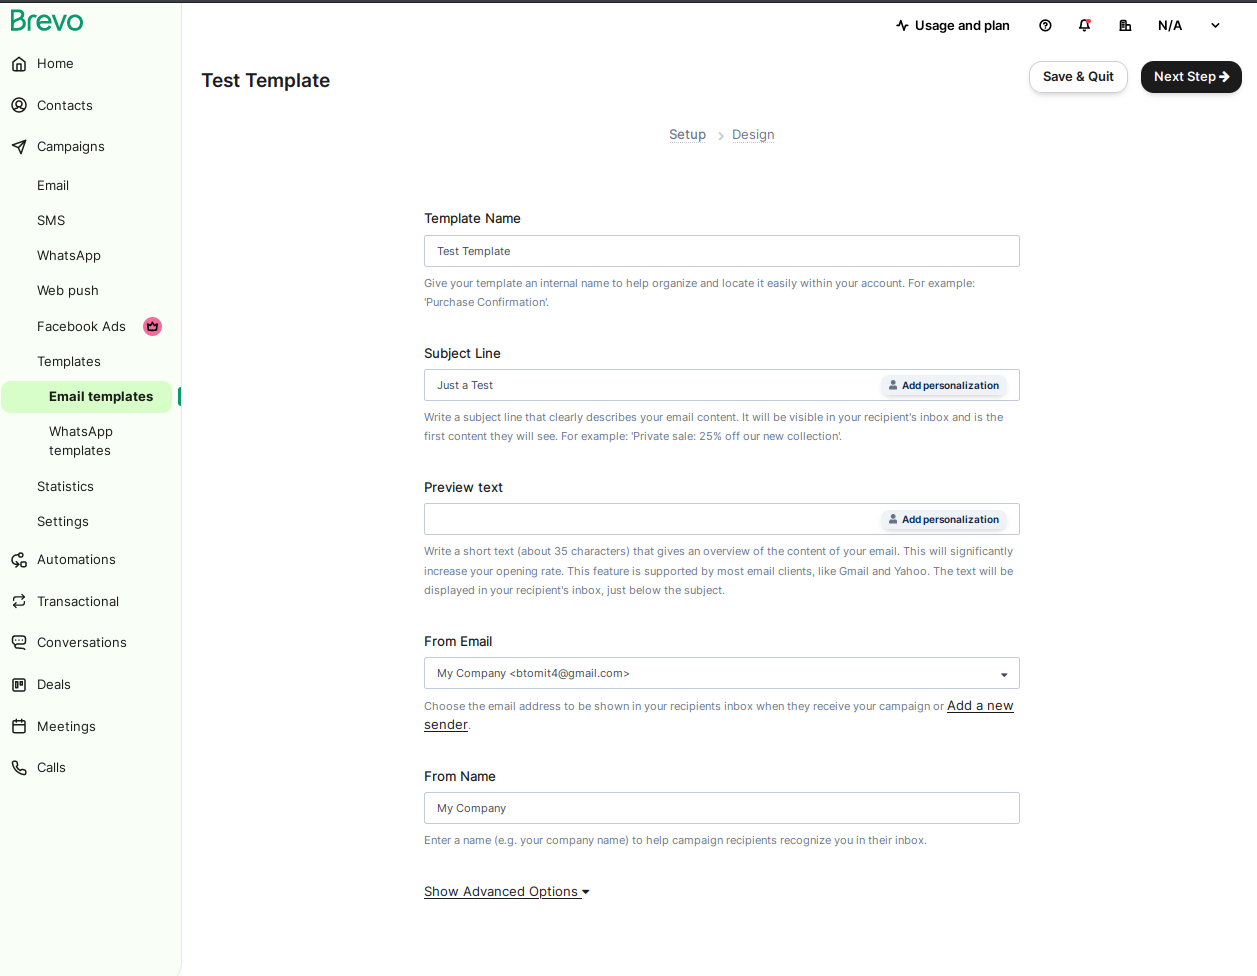 Brevo
Usage and plan
N/A
Home
Contacts
Campaigns
Email
SMS
WhatsApp
Web push
Facebook Ads
Templates
Email templates
WhatsApp
templates
Statistics
Settings
Automations
Transactional
Conversations
Deals
Meetings
Calls
Test Template
Save & Quit
Next Step
Setup
Design
Template Name
Test Template
Give your template an internal name to help organize and locate it easily within your account. For example:
'Purchase Confirmation'.
Subject Line
Just a Test
Add personalization
Write a subject line that clearly describes your email content. It will be visible in your recipient's inbox and is the
first content they will see. For example: 'Private sale: 25% off our new collection'.
Preview text
Add personalization
Write a short text (about 35 characters) that gives an overview of the content of your email. This will significantly
increase your opening rate. This feature is supported by most email clients, like Gmail and Yahoo. The text will be
displayed in your recipient's inbox, just below the subject.
From Email
My Company <btomit4@gmail.com>
Choose the email address to be shown in your recipients inbox when they receive your campaign or Add a new
sender.
From Name
My Company
Enter a name (e.g. your company name) to help campaign recipients recognize you in their inbox.
Show Advanced Options